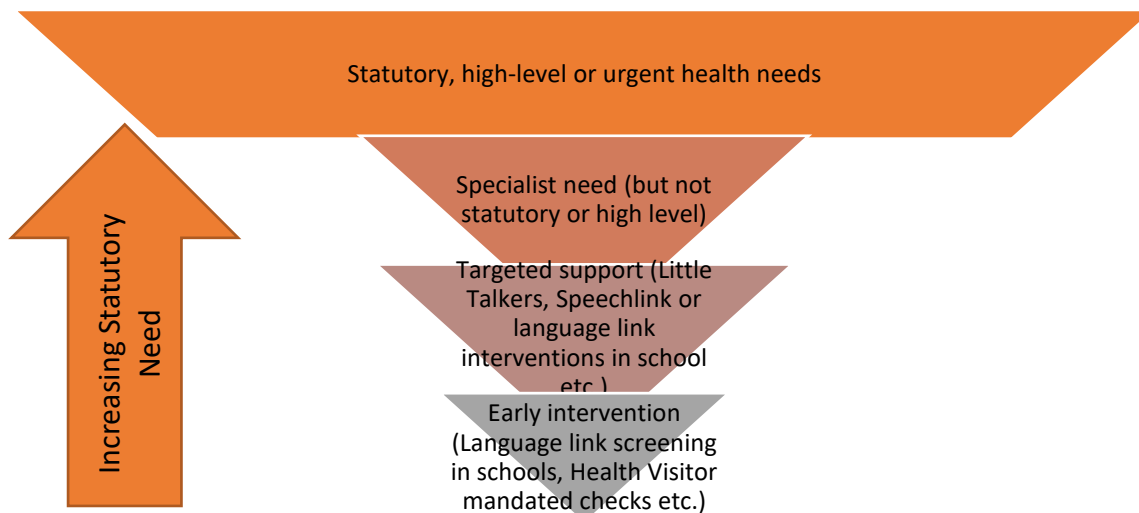 Statutory, high-level or urgent health needs
Specialist need (but not
statutory or high level)
Targeted support (Little
Talkers, Speechlink or
language link
interventions in school
etc.)
Early intervention
(Language link screening
in schools, Health Visitor
mandated checks etc.)
Increasing Statutory
Need